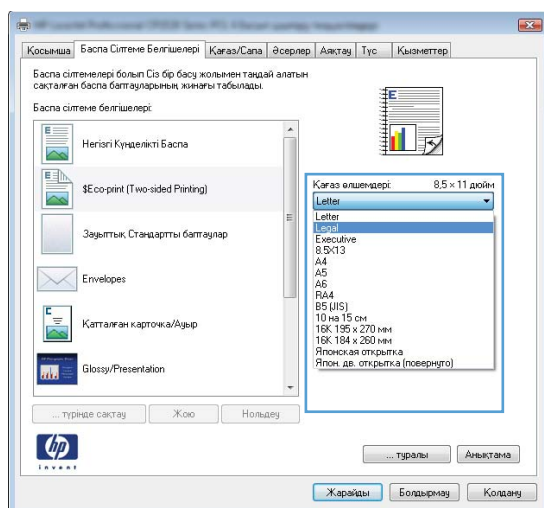 Қосымша Баспа Сілтеме Белгішелері Қағаз/Сапа Әсерлер Аяқтау Түс Қызметтер
Баспа сілтемелері болып Сіз бір басу жолымен таңдай алатын
сақталған баспа баптауларының жинағы табылады.
Баспа сілтеме белгішелері:
Негізгі Күнделікті Баспа
$Eco-print (Two-sided Printing)
Зауыттық Стандартты баптаулар
Envelopes
Қатталған карточка/Ауыр
Glossy/Presentation
Қағаз өлшемдері: 8,5 × 11 дюйм
Letter
Letter
Legal
Executive
8.5X13
A4
A5
A6
RA4
B5 (JIS)
10 на 15 см
16K 195 x 270 мм
16K 184 x 260 мм
Японская открытка
Япон. дв. открытка (повернуто)
... түрінде сақтау Жою Нольдеу
hp
invent
... туралы Анықтама
Жарайды Болдырмау Қолдану